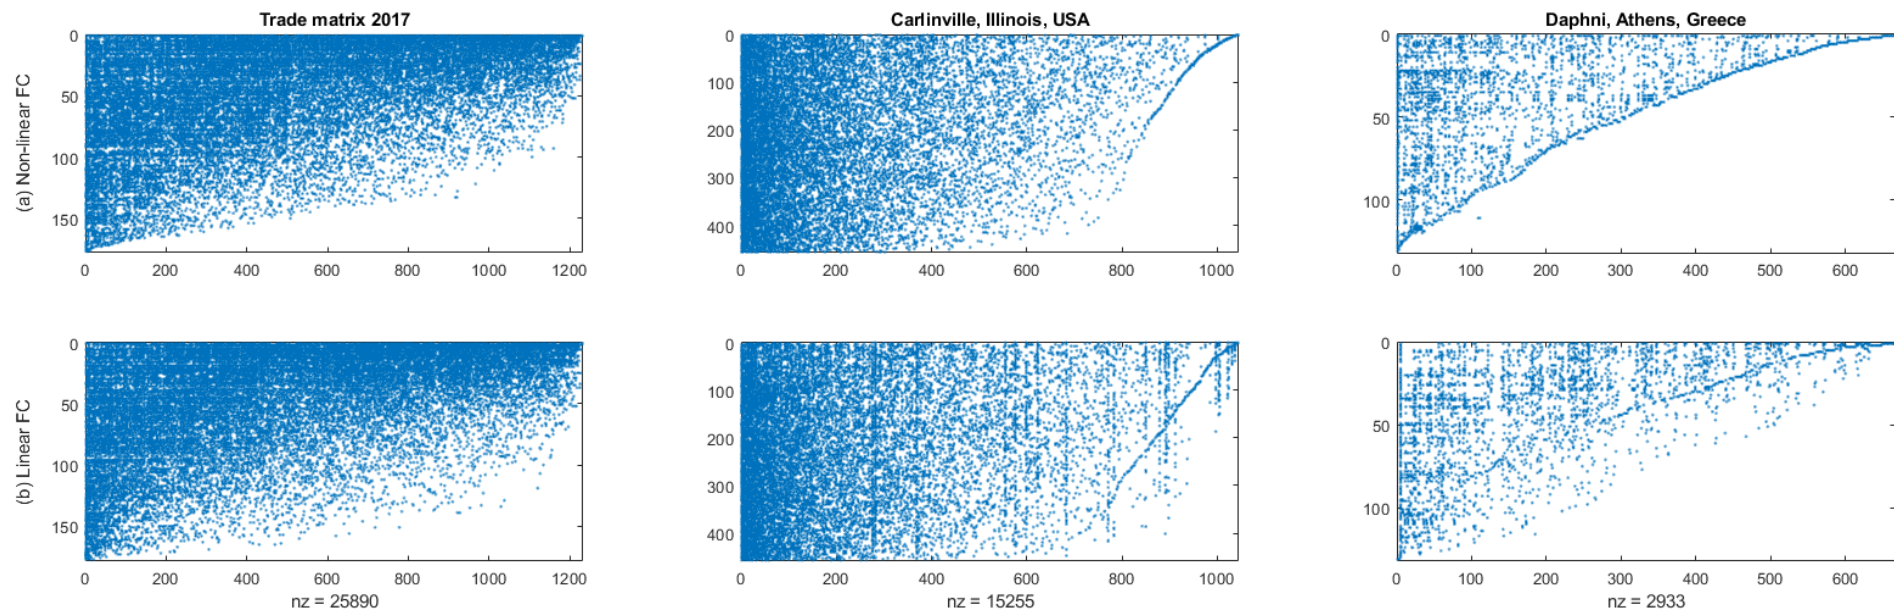 Trade matrix 2017
Carlinville, Illinois, USA
Daphni, Athens, Greece
(a) Non-linear FC
0
50
100
150
0 200 400 600 800 1000 1200
0
100
200
300
400
0 200 400 600 800 1000
0
50
100
0 100 200 300 400 500 600
(b) Linear FC
0
50
100
150
0 200 400 600 800 1000 1200
nz = 25890
0
100
200
300
400
0 200 400 600 800 1000
nz = 15255
0
50
100
0 100 200 300 400 500 600
nz = 2933